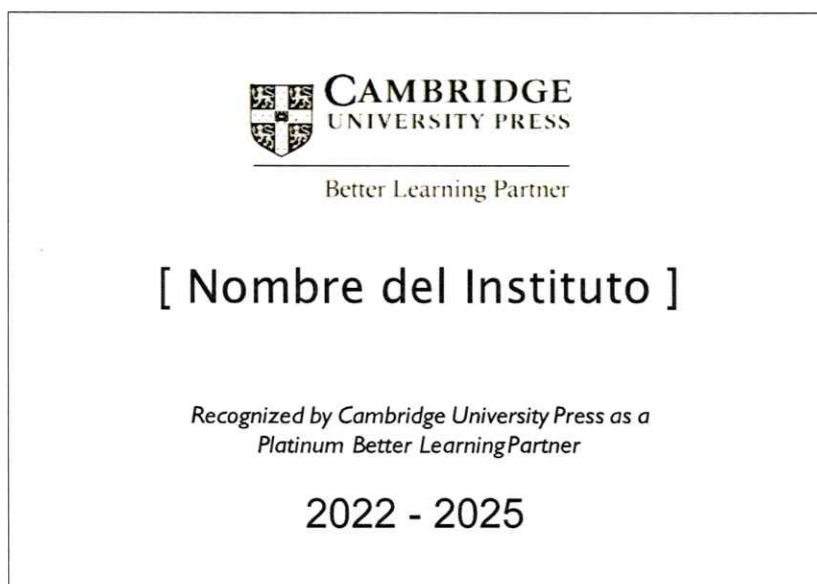 CAMBRIDGE
UNIVERSITY PRESS
Better Learning Partner
[ Nombre del Instituto ]
Recognized by Cambridge University Press as a
Platinum Better LearningPartner
2022 - 2025